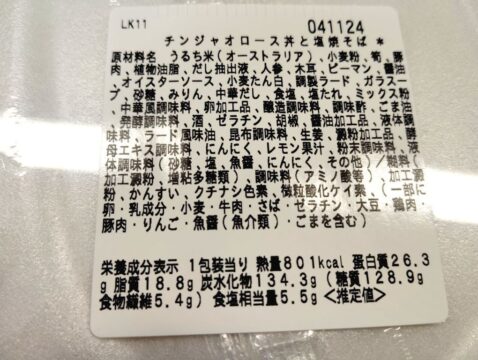 LK11 041124
チンジャオロース丼と塩焼そば*
原材料名 うるち米(オーストラリア)、小麦粉、筍、豚
肉、植物油脂、だし抽出液、人参、木耳、ピーマン、醤油
、オイスターソース、小麦たん白、調製ラード、ガラスー
プ、砂糖、みりん、中華だし、食塩、塩たれ、ミックス粉
、中華風調味料、卵加工品、醸造調味料、調味酢、ごま油
、発酵調味料、酒、ゼラチン、胡椒、醤油加工品、液体調
味料、ラード風味油、昆布調味料、生姜、澱粉加工品、酵
母エキス調味料、にんにく、レモン果汁、粉末調味料、液
体調味料(砂糖、塩、魚醤、にんにく、その他)/糊料(
加工澱粉、増粘多糖類)、調味料(アミノ酸等)、加工澱
粉、かんすい、クチナシ色素、微粒酸化ケイ素、(一部に
卵・乳成分・小麦・牛肉・さば・ゼラチン・大豆・鶏肉・
豚肉・りんご・魚醤(魚介類)・ごまを含む)
栄養成分表示 1包装当り 熱量801kcal 蛋白質26.3
g 脂質18.8g 炭水化物134.3g(糖質128.9g
食物繊維5.4g) 食塩相当量5.5g <推定値>